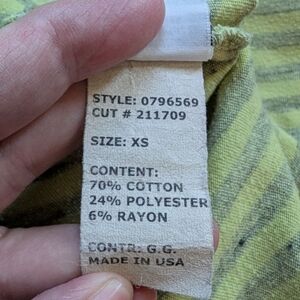 STYLE: 0796569
CUT # 211709
SIZE: XS
CONTENT:
70% COTTON
24% POLYESTER
6% RAYON
CONTR: G.G.
MADE IN USA